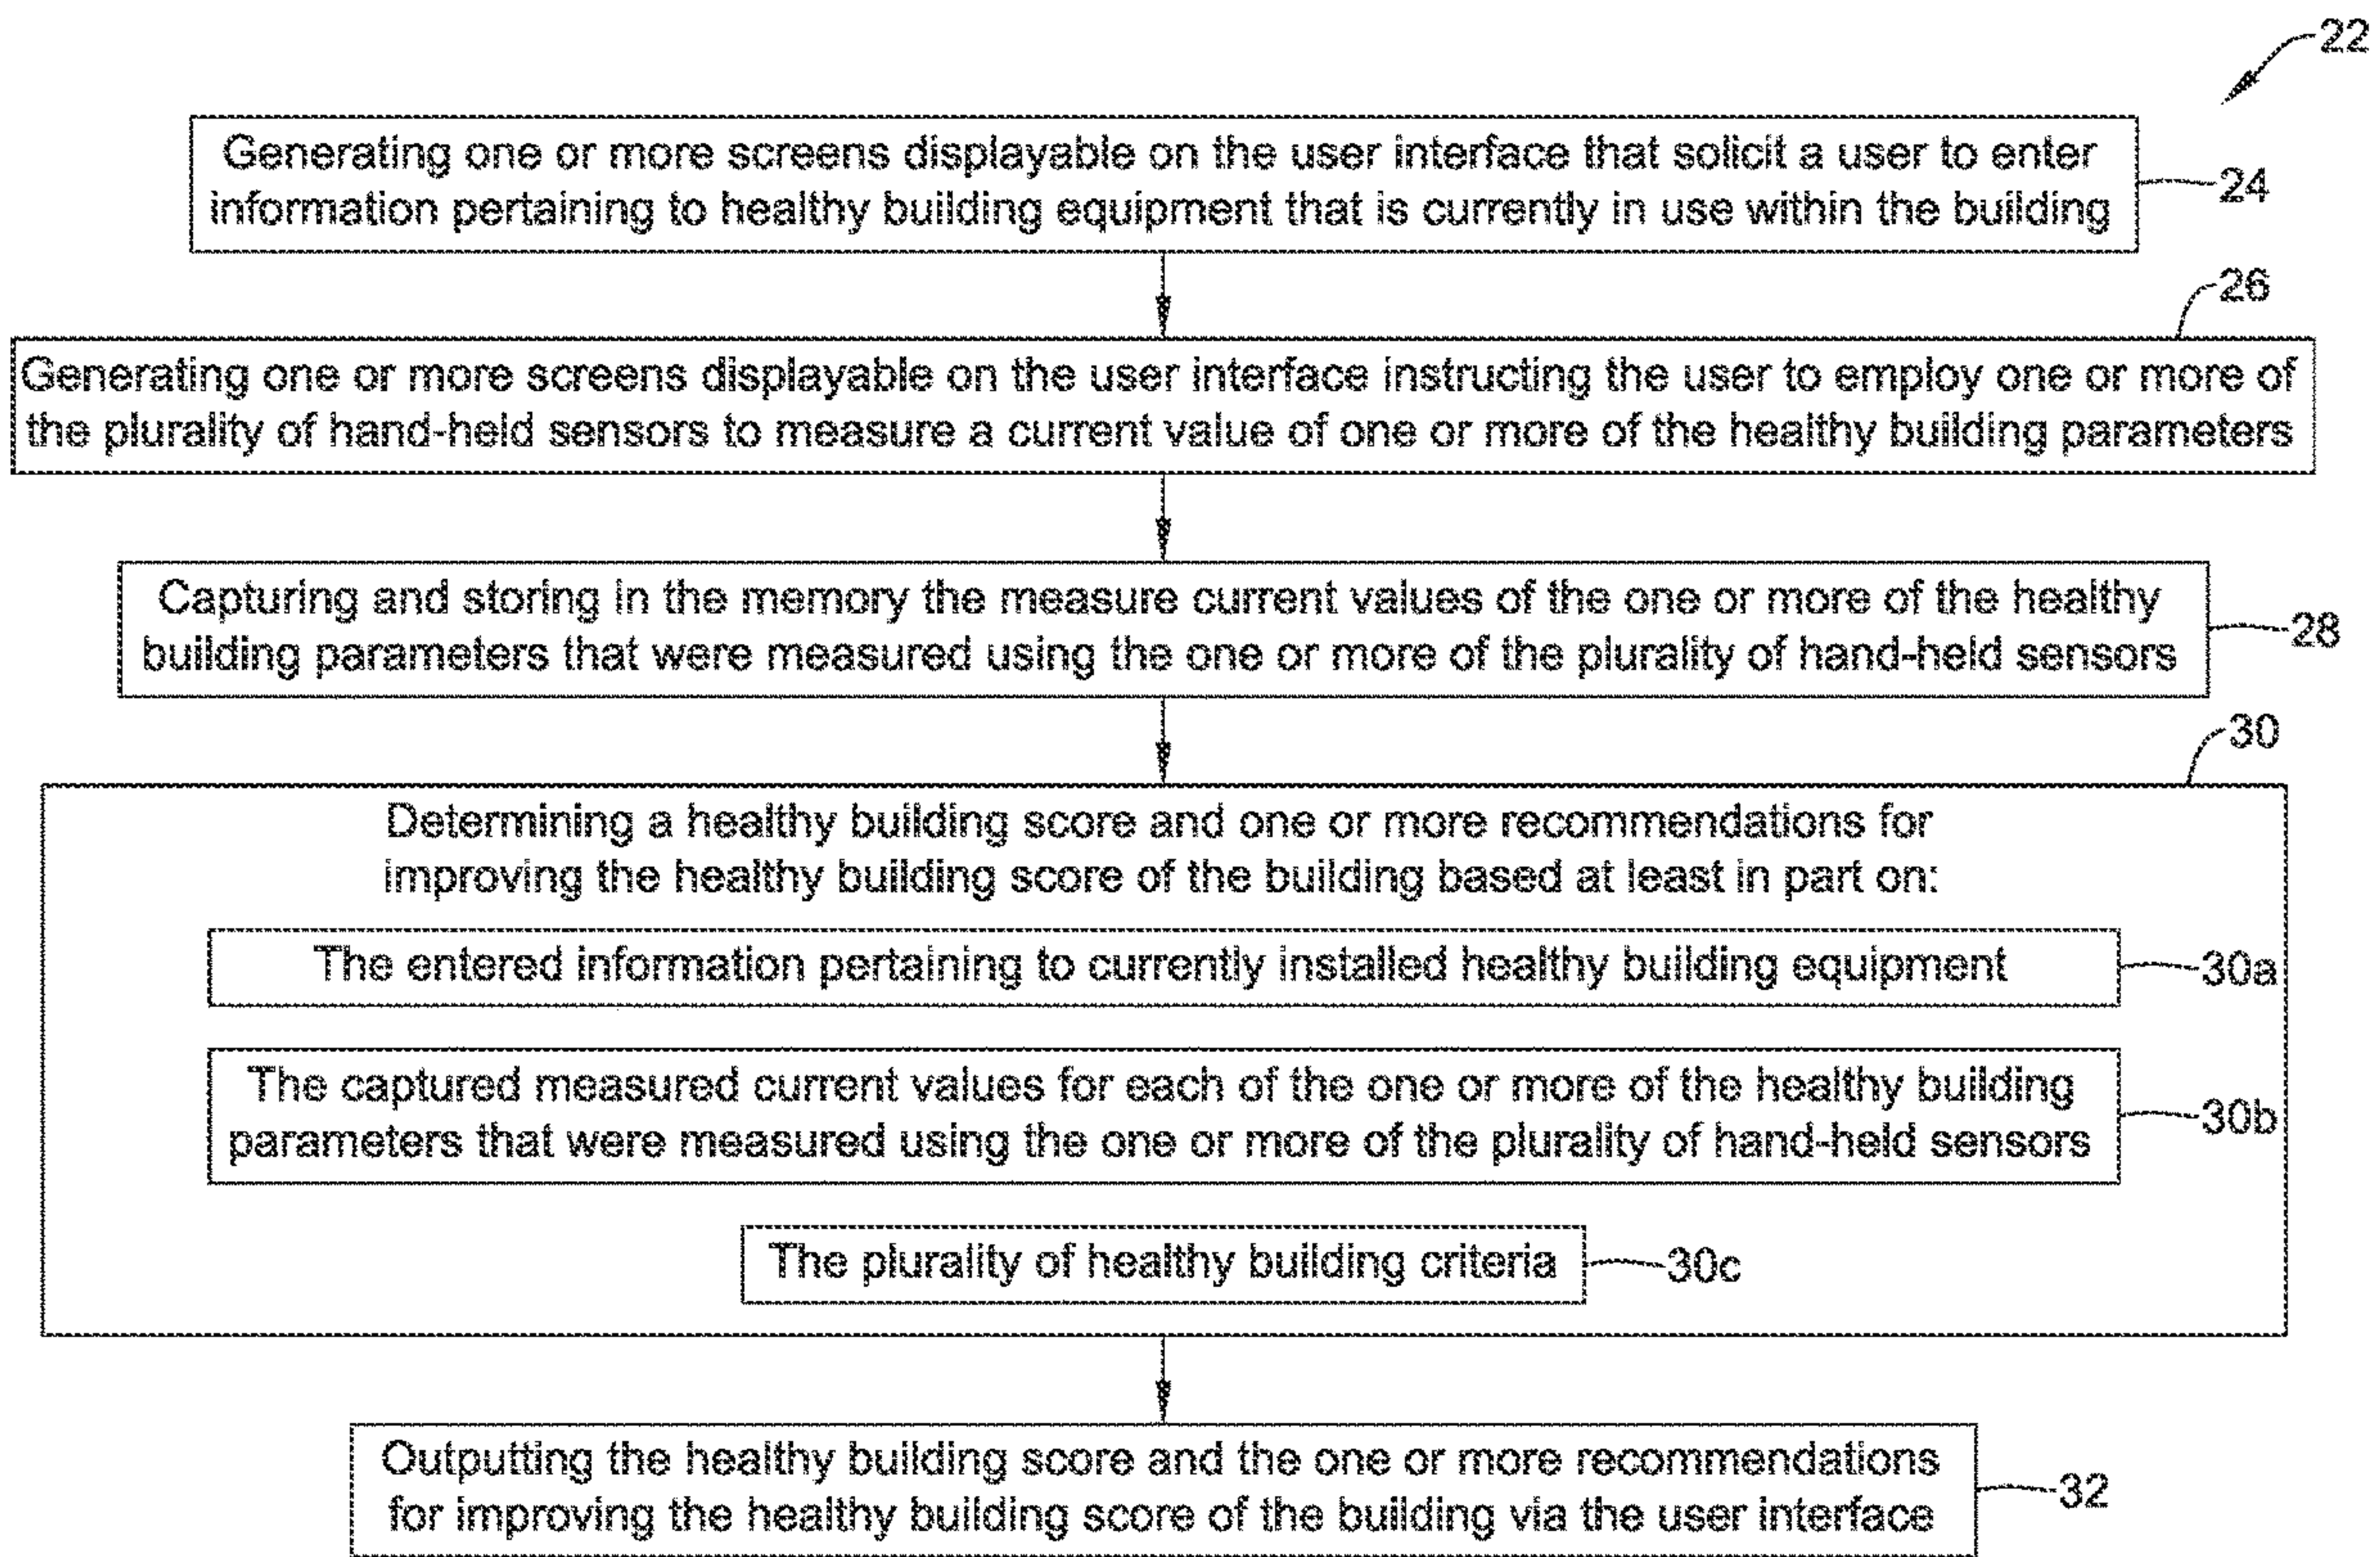 22
Generating one or more screens displayable on the user interface that solicit a user to enter
information pertaining to healthy building equipment that is currently in use within the building
24
26
Generating one or more screens displayable on the user interface instructing the user to employ one or more of
the plurality of hand-held sensors to measure a current value of one or more of the healthy building parameters
Capturing and storing in the memory the measure current values of the one or more of the healthy
building parameters that were measured using the one or more of the plurality of hand-held sensors
28
30
Determining a healthy building score and one or more recommendations for
improving the healthy building score of the building based at least in part on:
The entered information pertaining to currently installed healthy building equipment
30a
The captured measured current values for each of the one or more of the healthy building
parameters that were measured using the one or more of the plurality of hand-held sensors
30b
The plurality of healthy building criteria
30c
Outputting the healthy building score and the one or more recommendations
for improving the healthy building score of the building via the user interface
32